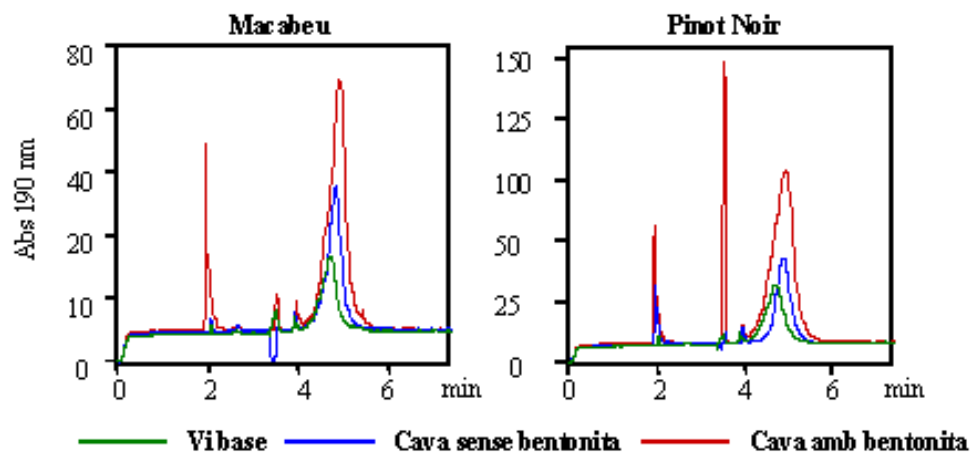 Macabeu
Pinot Noir
Abs 190 nm
80
60
40
20
10
0
0 2 4 6 min
150
125
100
50
25
0
0 2 4 6 min
Vi base Cava sense bentonita Cava amb bentonita